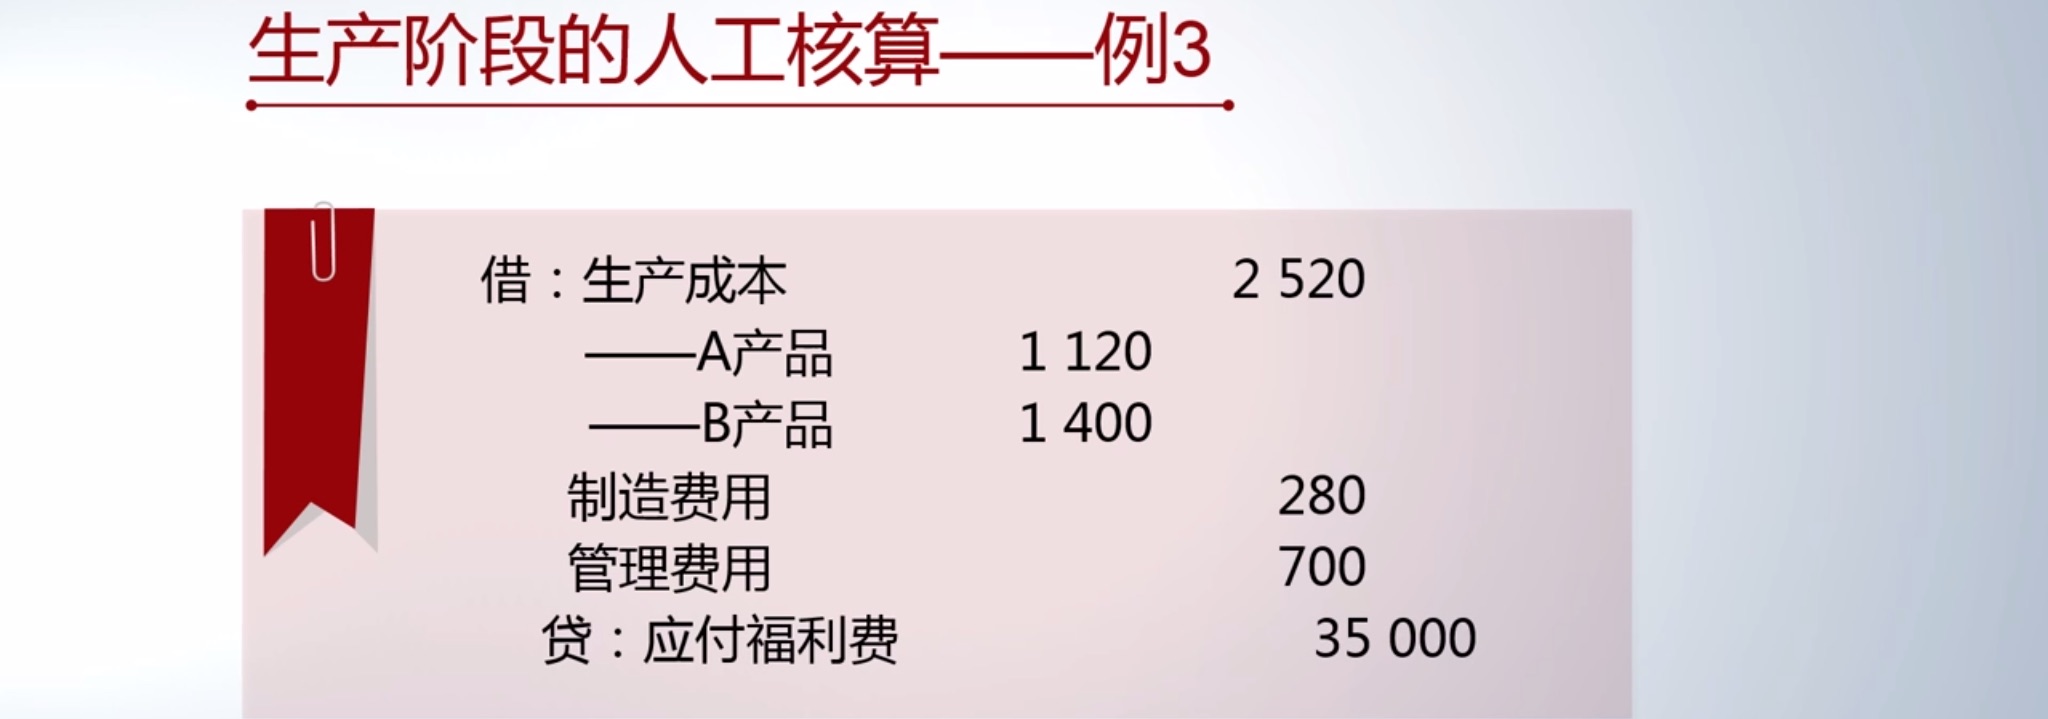 生产阶段的人工核算——例3
借：生产成本 2 520
——A产品 1 120
——B产品 1 400
制造费用 280
管理费用 700
贷：应付福利费 35 000